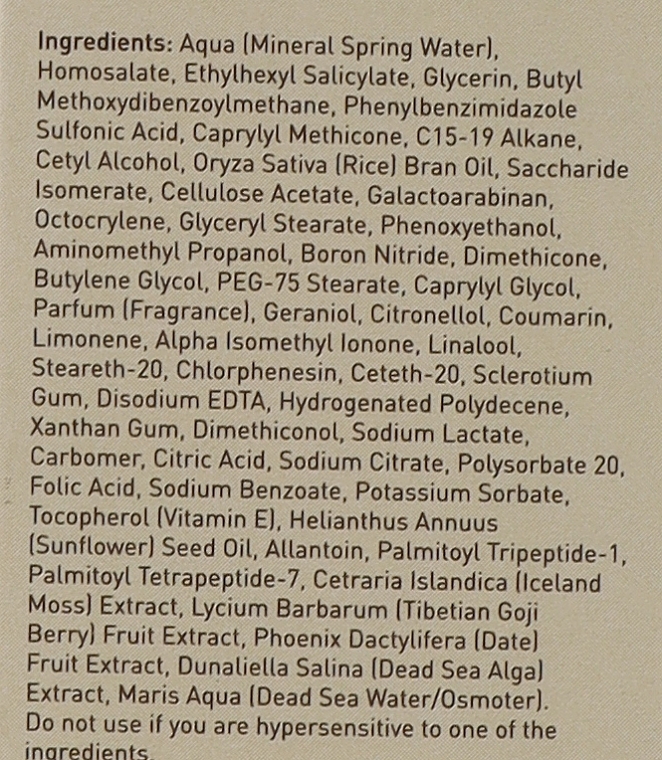 Ingredients: Aqua (Mineral Spring Water),
Homosalate, Ethylhexyl Salicylate, Glycerin, Butyl
Methoxydibenzoylmethane, Phenylbenzimidazole
Sulfonic Acid, Caprylyl Methicone, C15-19 Alkane,
Cetyl Alcohol, Oryza Sativa (Rice) Bran Oil, Saccharide
Isomerate, Cellulose Acetate, Galactoarabinan,
Octocrylene, Glyceryl Stearate, Phenoxyethanol,
Aminomethyl Propanol, Boron Nitride, Dimethicone,
Butylene Glycol, PEG-75 Stearate, Caprylyl Glycol,
Parfum (Fragrance), Geraniol, Citronellol, Coumarin,
Limonene, Alpha Isomethyl Ionone, Linalool,
Steareth-20, Chlorphenesin, Ceteth-20, Sclerotium
Gum, Disodium EDTA, Hydrogenated Polydecene,
Xanthan Gum, Dimethiconol, Sodium Lactate,
Carbomer, Citric Acid, Sodium Citrate, Polysorbate 20,
Folic Acid, Sodium Benzoate, Potassium Sorbate,
Tocopherol (Vitamin E), Helianthus Annuus
(Sunflower) Seed Oil, Allantoin, Palmitoyl Tripeptide-1,
Palmitoyl Tetrapeptide-7, Cetraria Islandica (Iceland
Moss) Extract, Lycium Barbarum (Tibetian Goji
Berry) Fruit Extract, Phoenix Dactylifera (Date)
Fruit Extract, Dunaliella Salina (Dead Sea Alga)
Extract, Maris Aqua (Dead Sea Water/Osmoter).
Do not use if you are hypersensitive to one of the
ingredients.